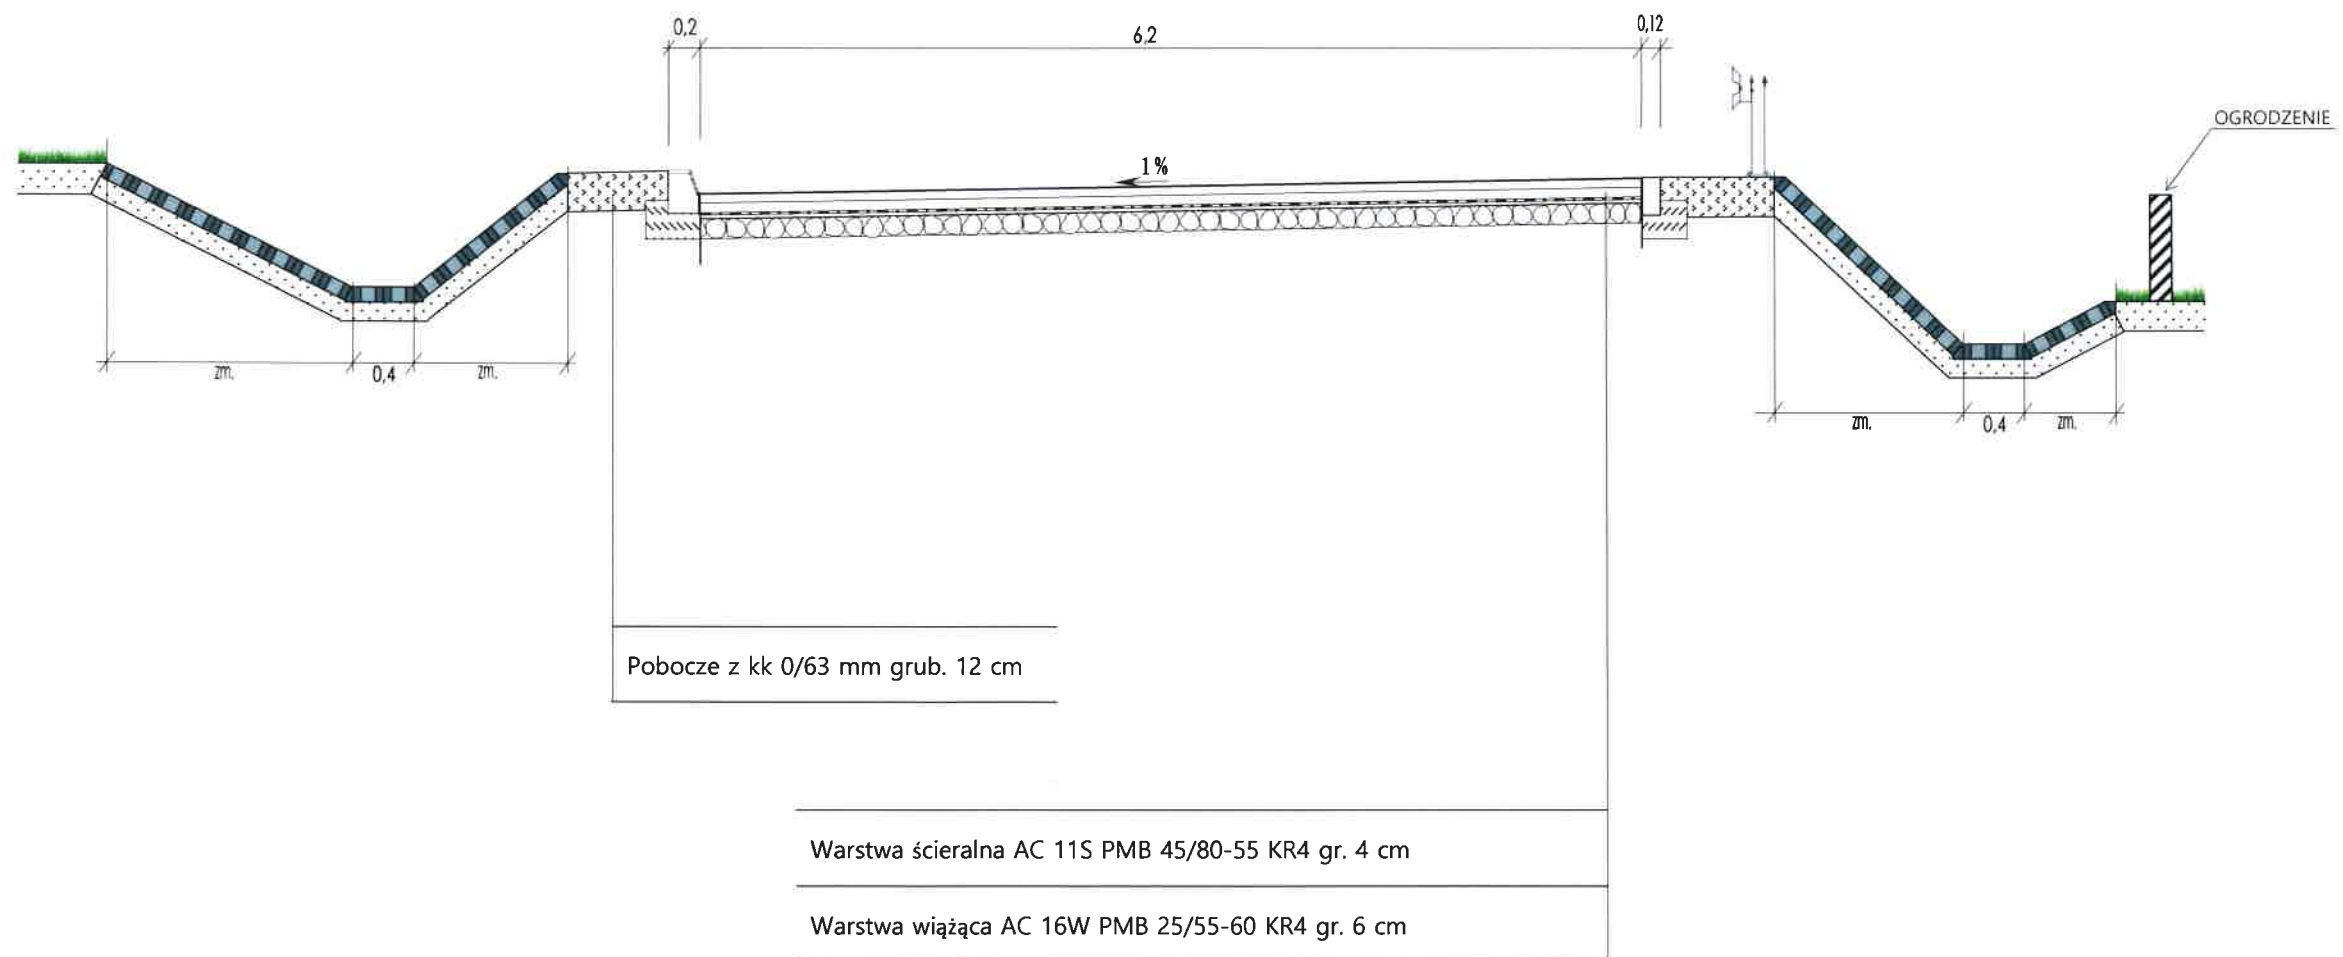 0,2
6,2
0,12
OGRODZENIE
1%
zm.
0,4
zm.
zm.
0,4
zm.
Pobocze z kk 0/63 mm grub. 12 cm
Warstwa ścieralna AC 11S PMB 45/80-55 KR4 gr. 4 cm
Warstwa wiążąca AC 16W PMB 25/55-60 KR4 gr. 6 cm